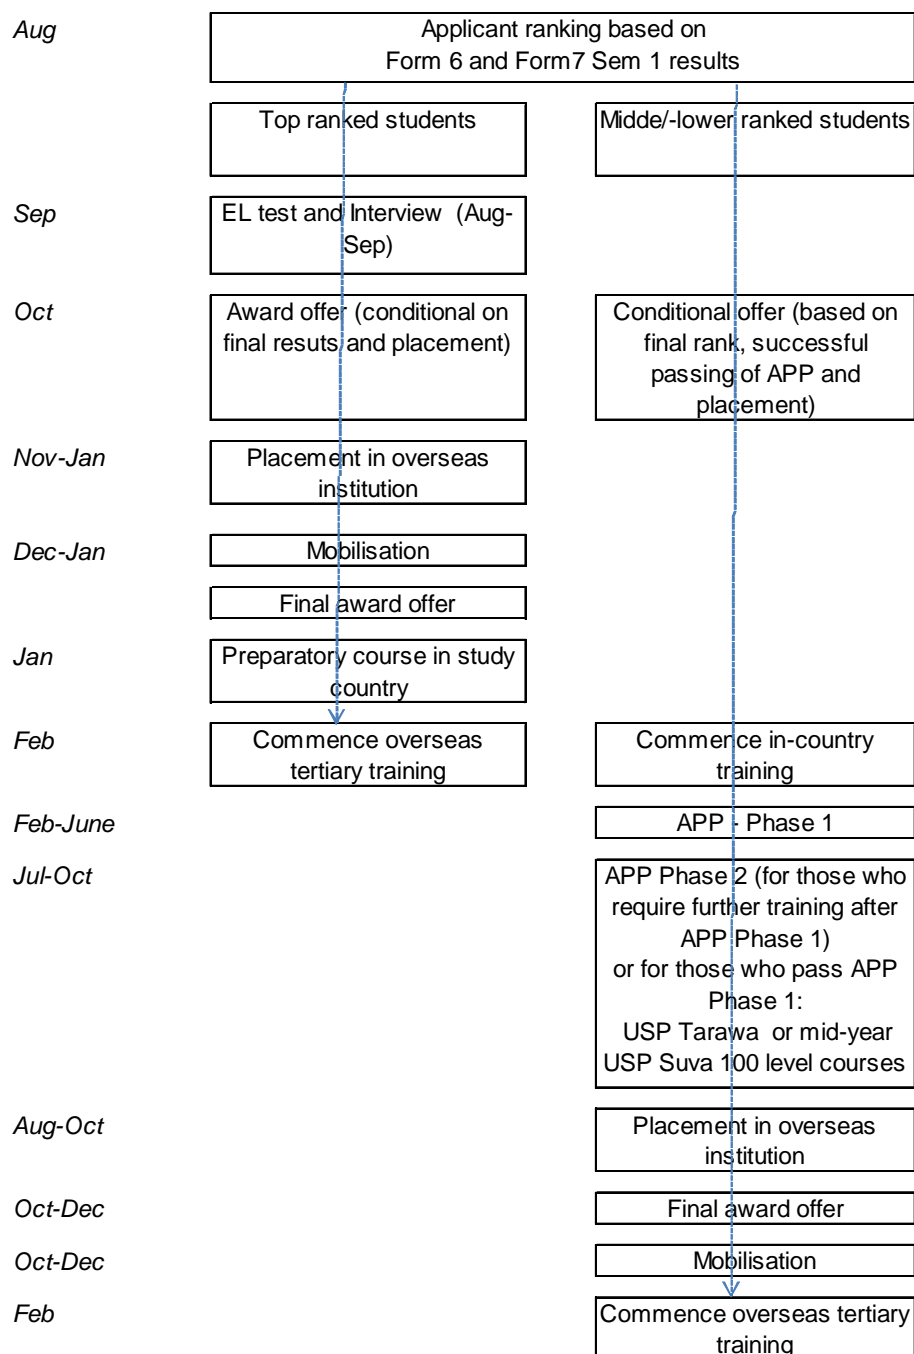 Aug
Applicant ranking based on
Form 6 and Form7 Sem 1 results
Top ranked students
Midde/-lower ranked students
Sep
EL test and Interview (Aug-
Sep)
Oct
Award offer (conditional on
final resuts and placement)
Conditional offer (based on
final rank, successful
passing of APP and
placement)
Nov-Jan
Placement in overseas
institution
Dec-Jan
Mobilisation
Final award offer
Jan
Preparatory course in study
country
Feb
Commence overseas
tertiary training
Commence in-country
training
Feb-June
APP - Phase 1
Jul-Oct
APP Phase 2 (for those who
require further training after
APP Phase 1)
or for those who pass APP
Phase 1:
USP Tarawa or mid-year
USP Suva 100 level courses
Aug-Oct
Placement in overseas
institution
Oct-Dec
Final award offer
Oct-Dec
Mobilisation
Feb
Commence overseas tertiary
training